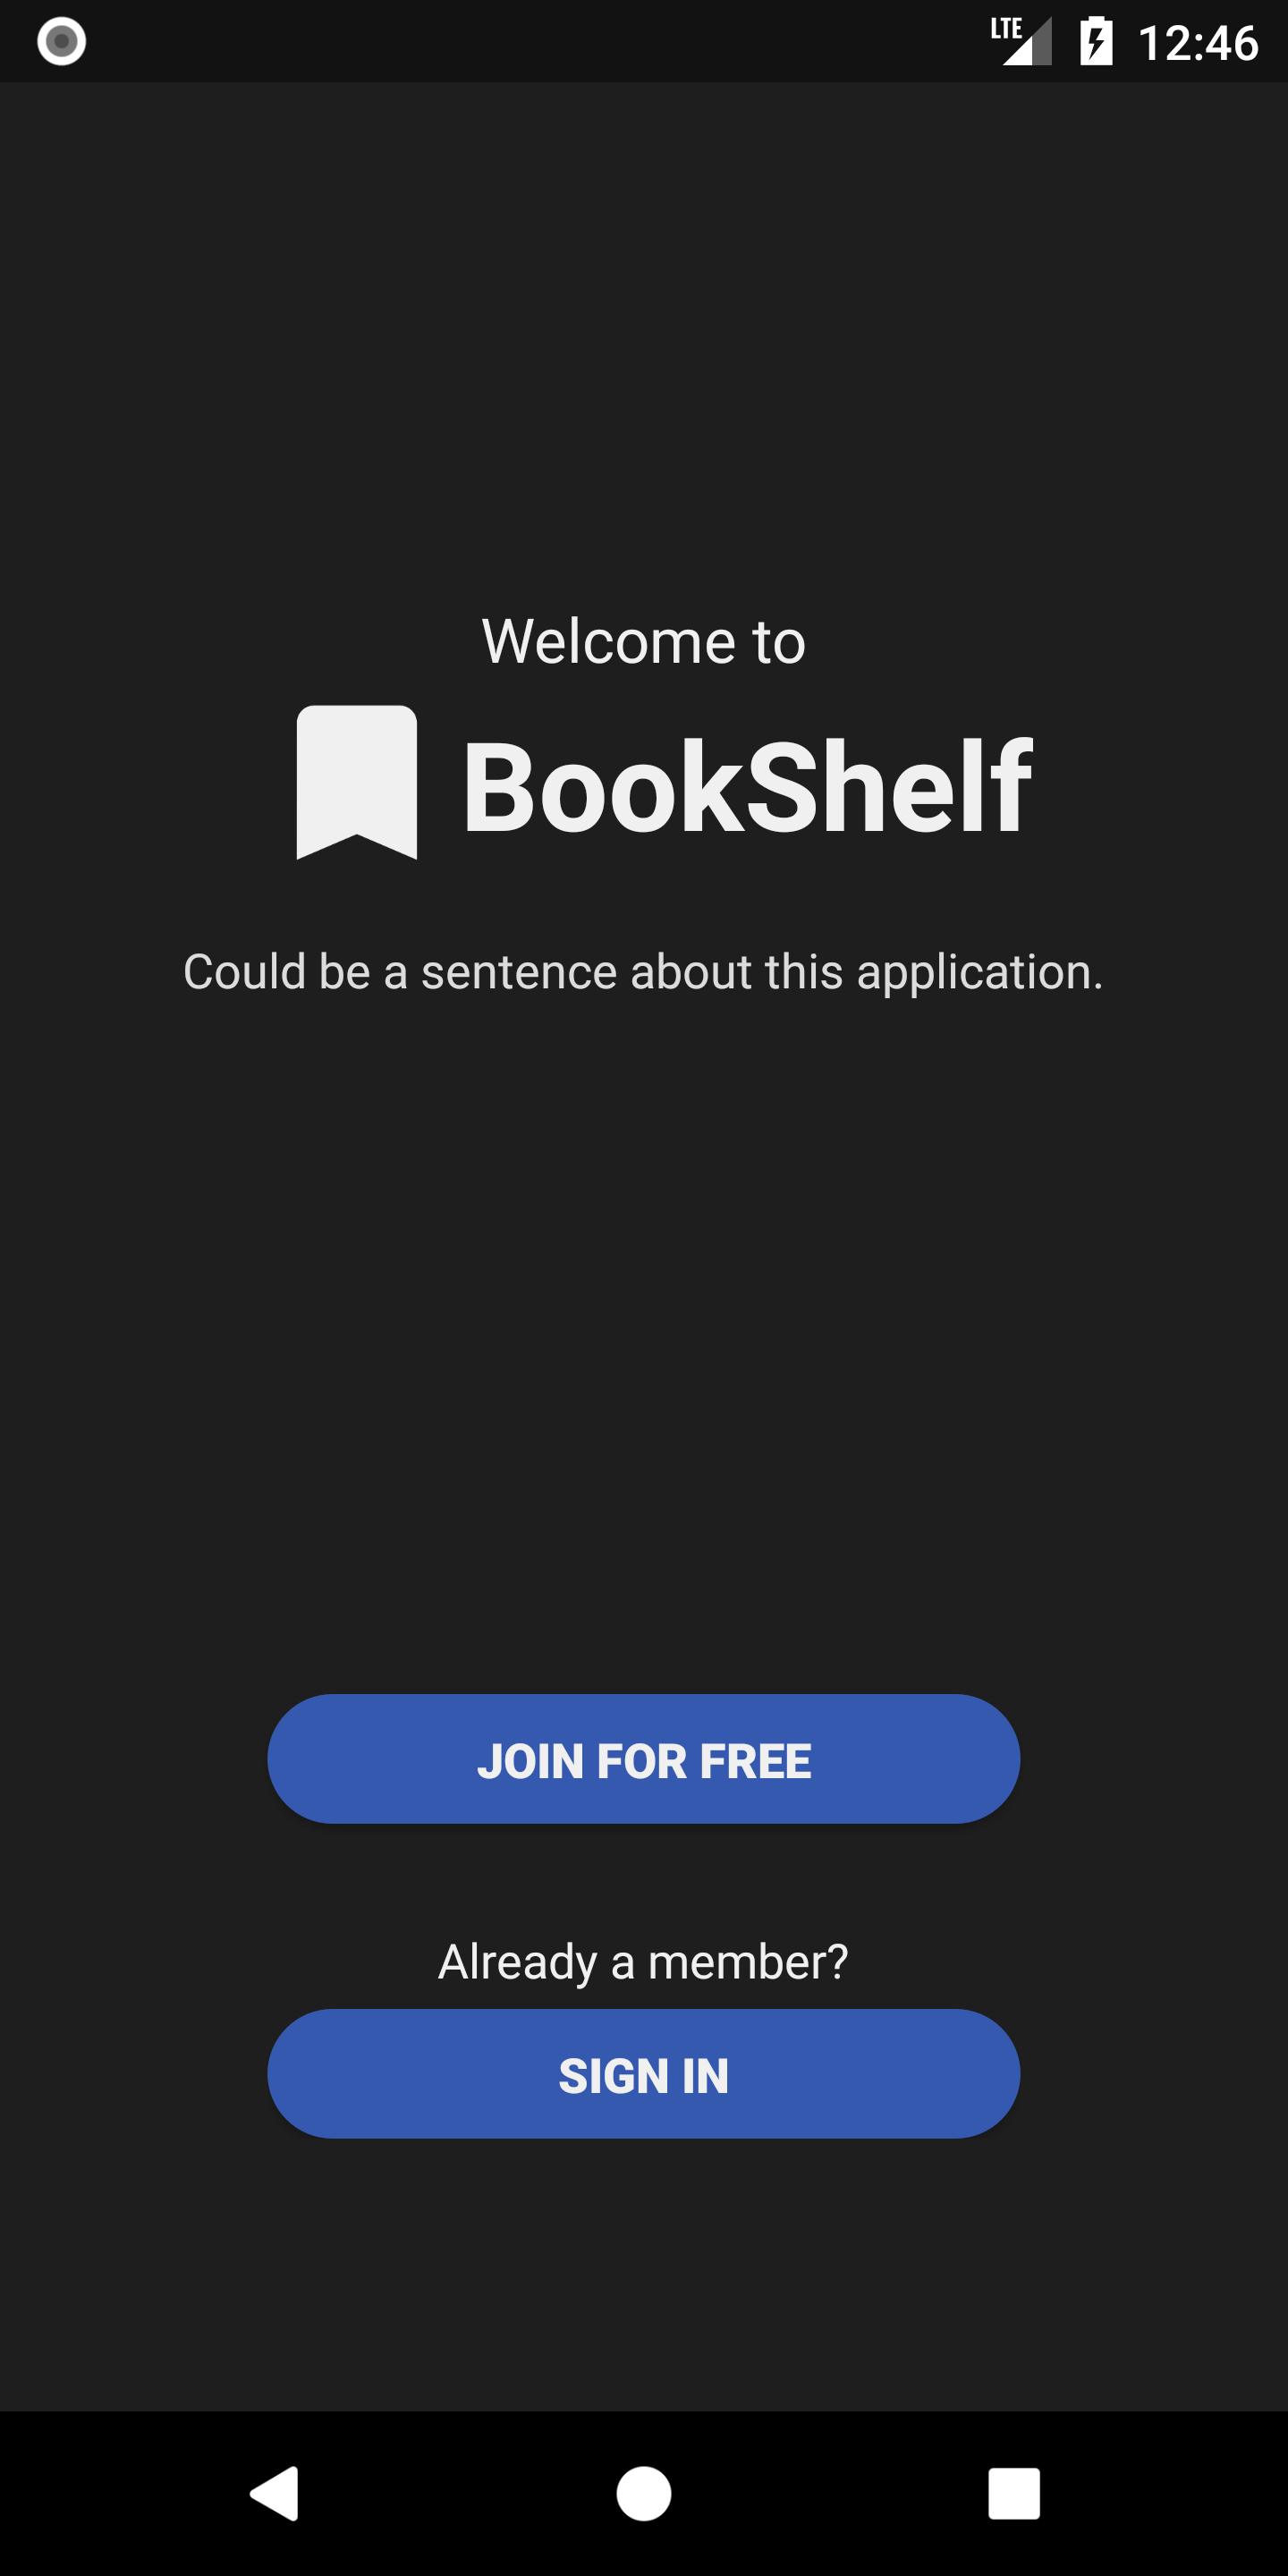 LTE 12:46
Welcome to
BookShelf
Could be a sentence about this application.
JOIN FOR FREE
Already a member?
SIGN IN